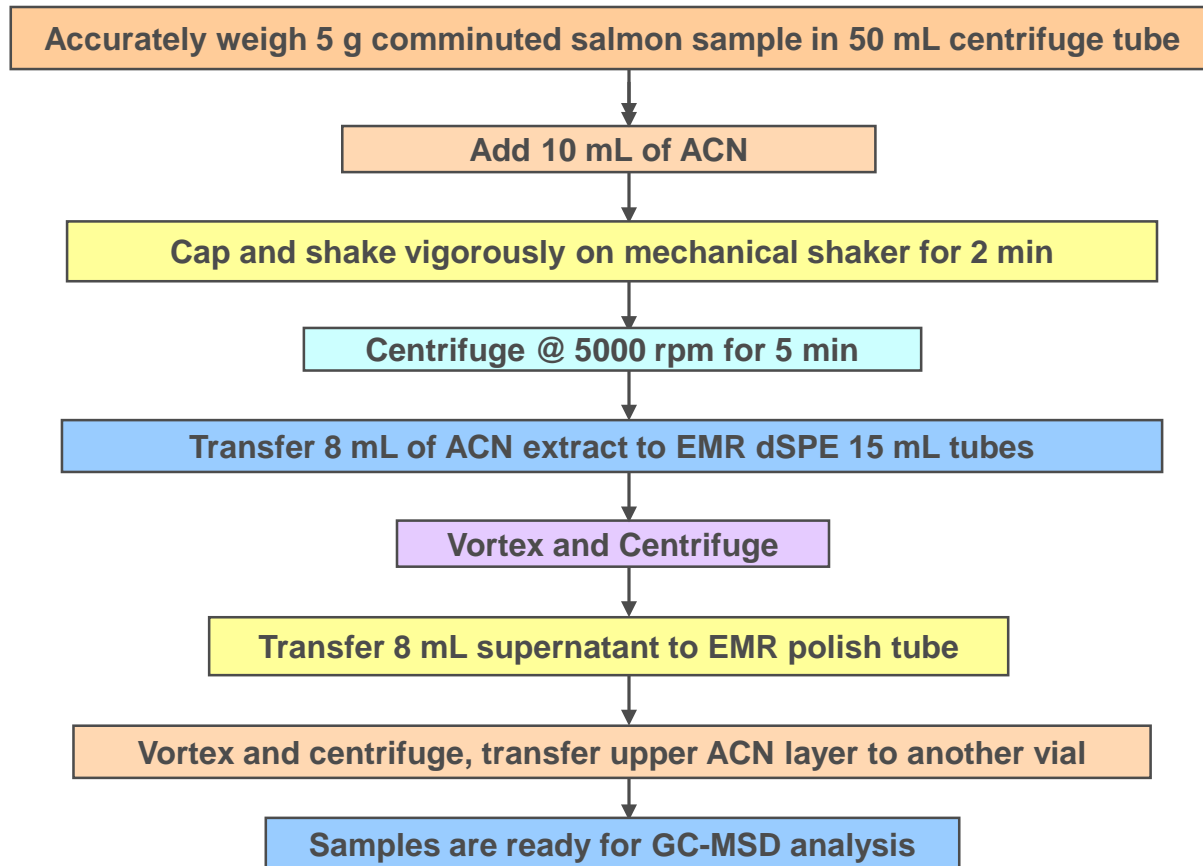 Accurately weigh 5 g comminuted salmon sample in 50 mL centrifuge tube
Add 10 mL of ACN
Cap and shake vigorously on mechanical shaker for 2 min
Centrifuge @ 5000 rpm for 5 min
Transfer 8 mL of ACN extract to EMR dSPE 15 mL tubes
Vortex and Centrifuge
Transfer 8 mL supernatant to EMR polish tube
Vortex and centrifuge, transfer upper ACN layer to another vial
Samples are ready for GC-MSD analysis